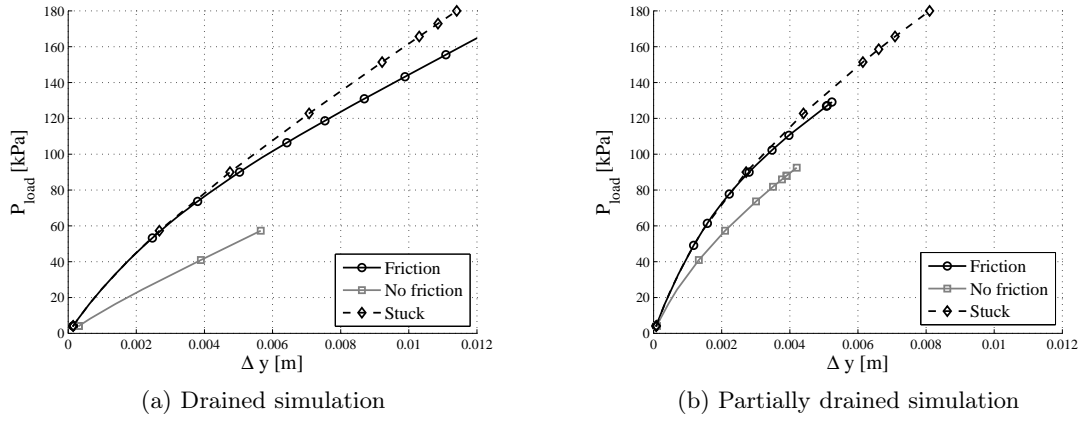 180
160
140
120
100
80
60
40
20
0
P_load [kPa]
0 0.002 0.004 0.006 0.008 0.01 0.012
Δ y [m]
Friction
No friction
Stuck
(a) Drained simulation
180
160
140
120
100
80
60
40
20
0
P_load [kPa]
0 0.002 0.004 0.006 0.008 0.01 0.012
Δ y [m]
Friction
No friction
Stuck
(b) Partially drained simulation